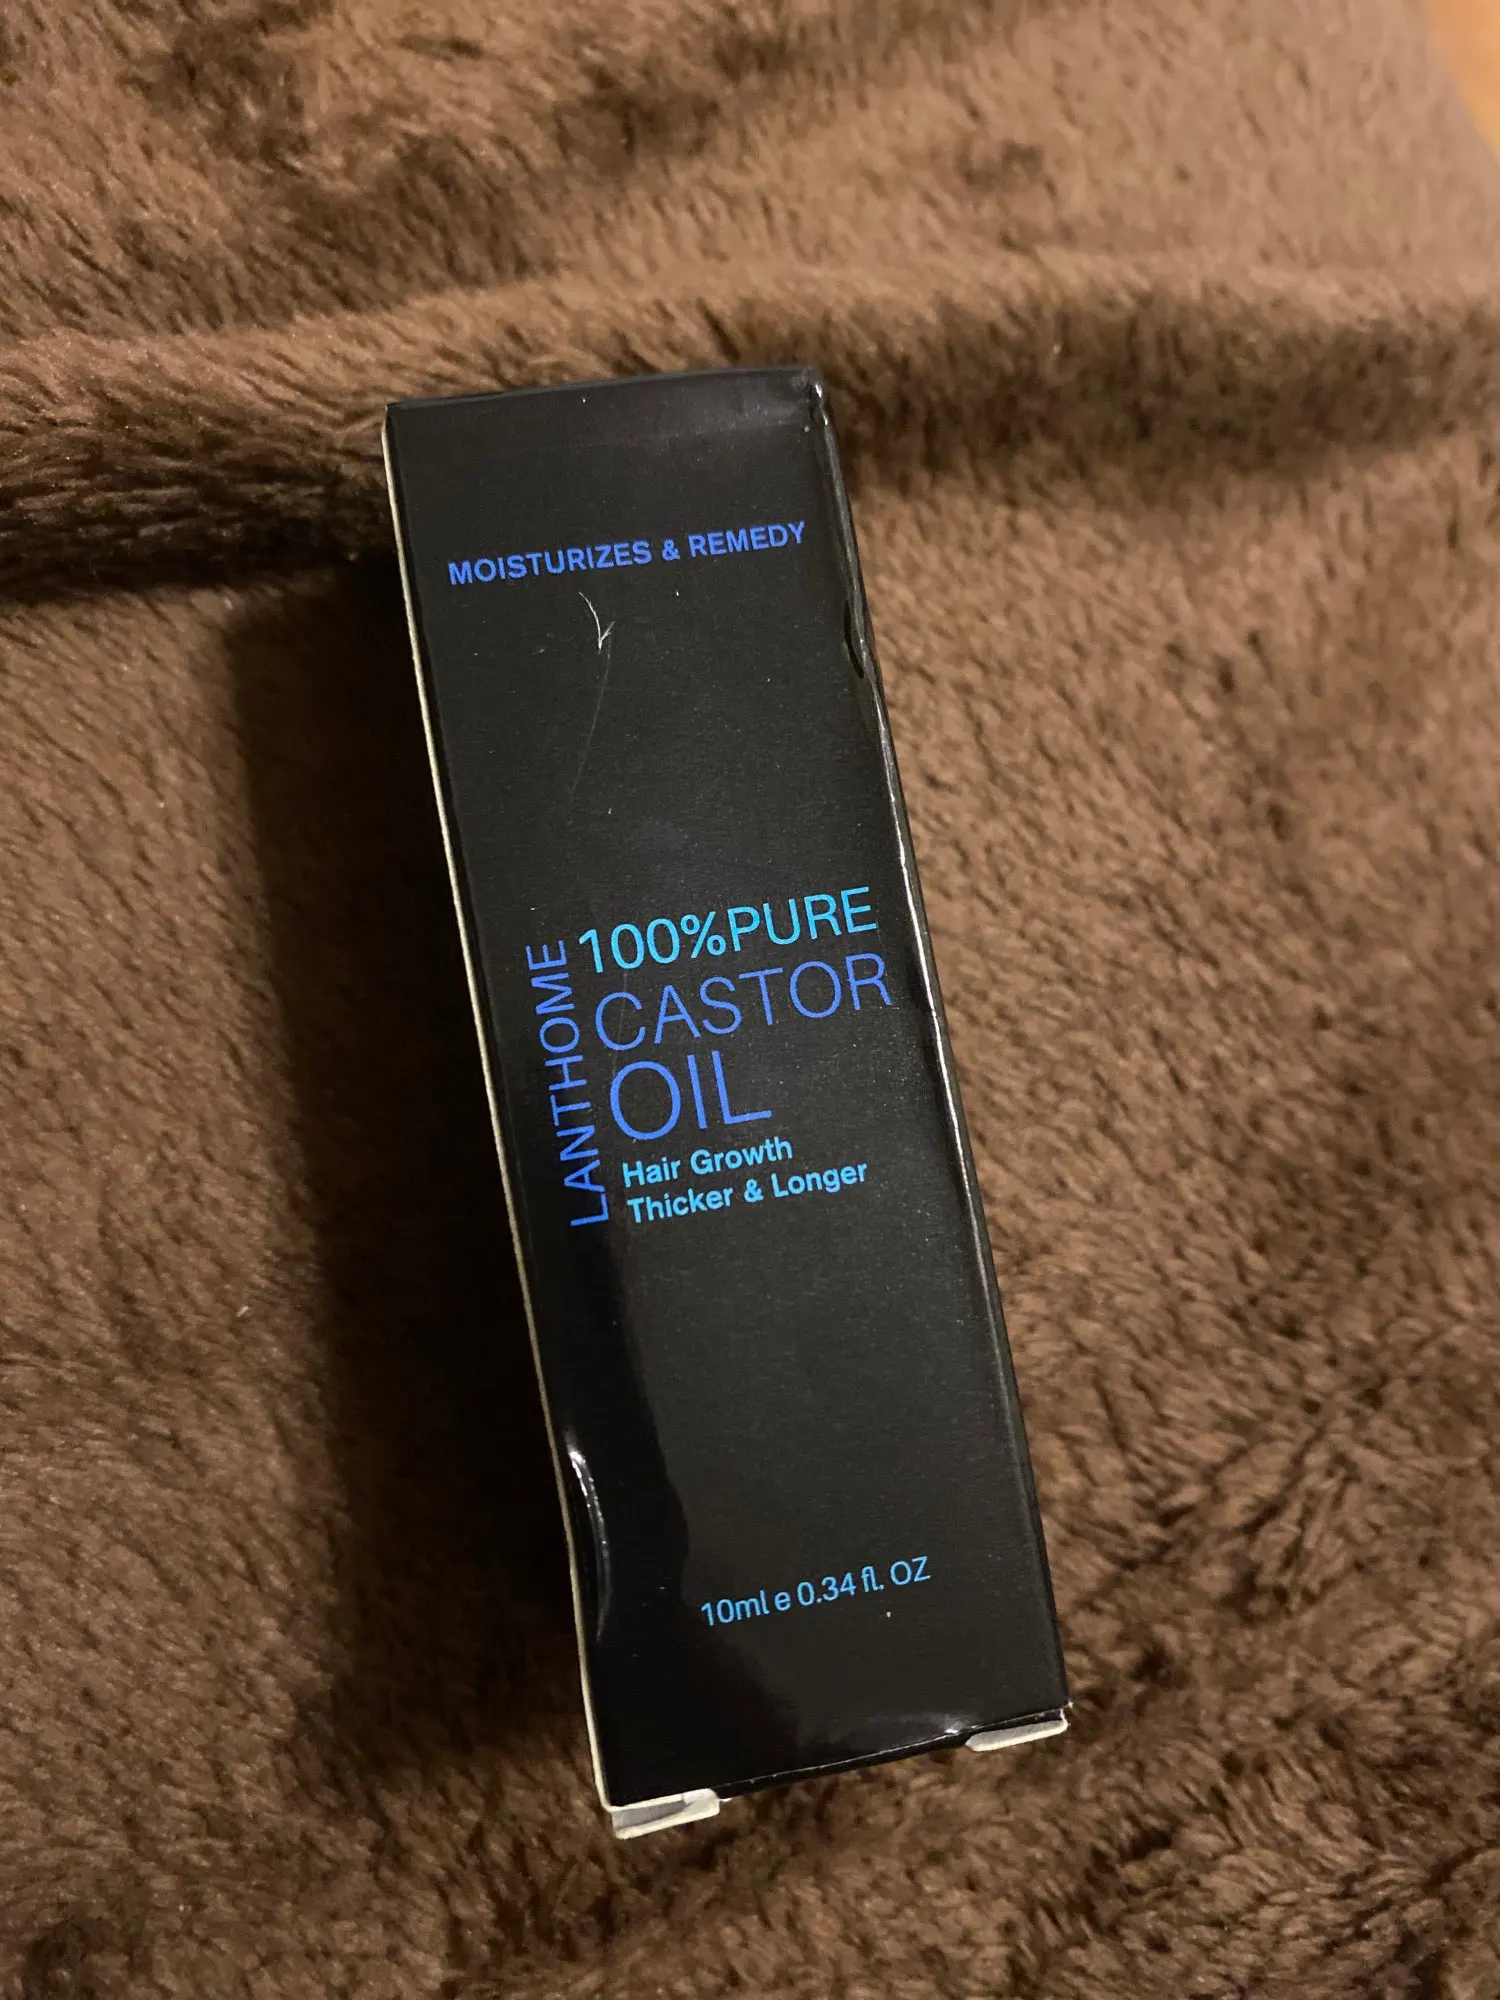 MOISTURIZES & REMEDY
LANTHOME
100%PURE
CASTOR
OIL
Hair Growth
Thicker & Longer
10ml e 0.34 fl. OZ